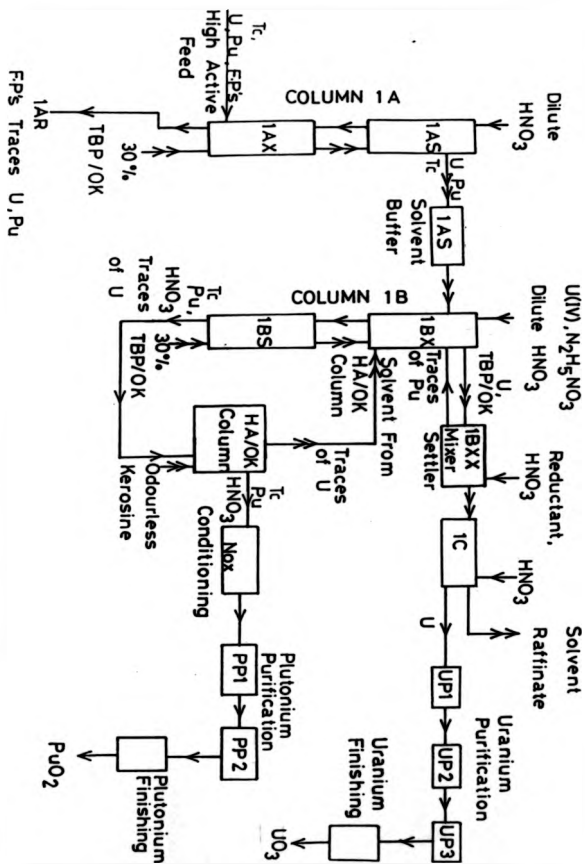 Solvent
Raffinate
U(IV), N₂H₅NO₃
Dilute HNO₃
Reductant,
HNO₃
HNO₃
U,
TBP/OK
1BXX
Mixer
Settler
1C
U
UP1
UP2
UP3
Uranium Purification
Uranium Finishing
UO₃
Dilute
HNO₃
1AS
U Pu
Tc
1AS
Solvent
Buffer
1BX
Traces
of Pu
Solvent From
HA/OK
Column
COLUMN 1A
COLUMN 1B
1AX
1BS
Tc,
U,Pu F.P's
High Active
Feed
30%
TBP/OK
1AR
F.P's Traces U,Pu
Tc
Pu,
HNO₃
Traces
of U
30%
TBP/OK
Traces
of U
HA/OK
Column
Odourless
Kerosine
Tc
Pu
HNO₃
Nox
Conditioning
PP1
PP2
Plutonium
Purification
Plutonium Finishing
PuO₂